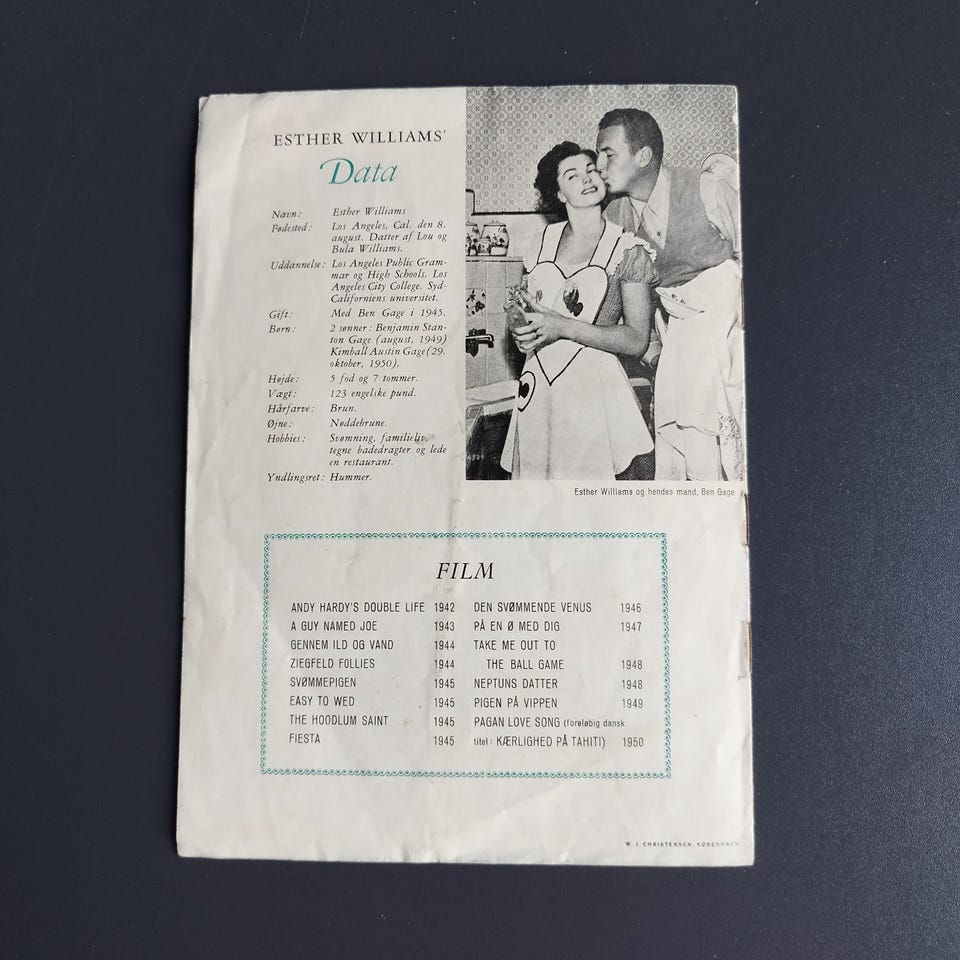 ESTHER WILLIAMS'
Data
Navn: Esther Williams
Fødested: Los Angeles, Cal. den 8.
august. Datter af Lou og
Bula Williams.
Uddannelse: Los Angeles Public Gram-
mar og High Schools. Los
Angeles City College. Syd-
Californiens universitet.
Gift: Med Ben Gage i 1945.
Børn: 2 sønner: Benjamin Stan-
ton Gage (august, 1949)
Kimball Austin Gage (29.
oktober, 1950).
Højde: 5 fod og 7 tommer.
Vægt: 123 engelske pund.
Hårfarve: Brun.
Øjne: Nøddebrune.
Hobbies: Svømning, familieliv,
tegne badedragter og lede
en restaurant.
Yndlingsret: Hummer.
Esther Williams og hendes mand, Ben Gage
FILM
ANDY HARDY'S DOUBLE LIFE 1942
A GUY NAMED JOE 1943
GENNEM ILD OG VAND 1944
ZIEGFELD FOLLIES 1944
SVØMMEPIGEN 1945
EASY TO WED 1945
THE HOODLUM SAINT 1945
FIESTA 1945
DEN SVØMMENDE VENUS 1946
PÅ EN Ø MED DIG 1947
TAKE ME OUT TO
THE BALL GAME 1948
NEPTUNS DATTER 1948
PIGEN PÅ VIPPEN 1949
PAGAN LOVE SONG (foreløbig dansk
titel: KÆRLIGHED PÅ TAHITI) 1950
W. J. CHRISTENSEN, KØBENHAVN